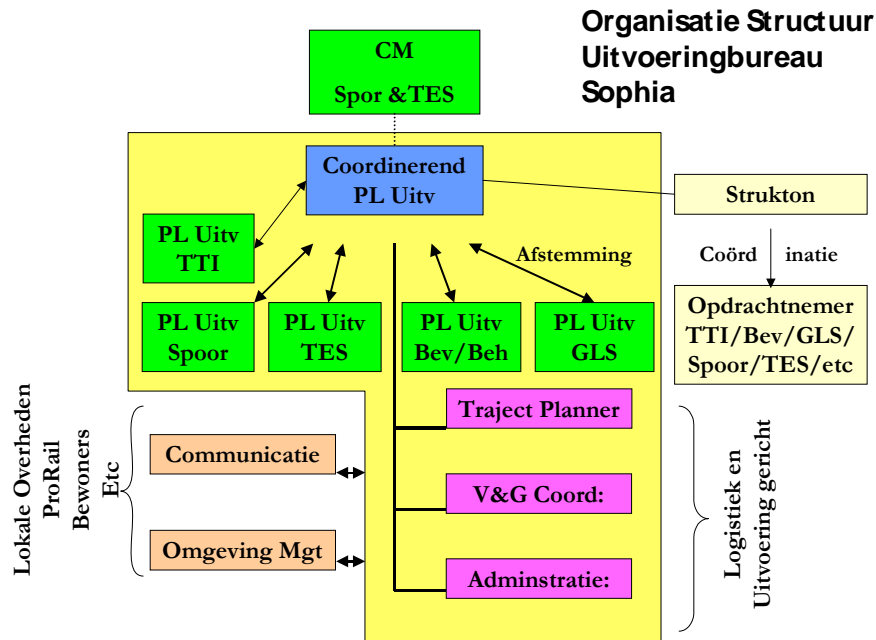 Organisatie Structuur
Uitvoeringbureau
Sophia
CM
Spor &TES
Coordinerend
PL Uitv
Strukton
PL Uitv
TTI
Afstemming
Coörd inatie
PL Uitv
Spoor
PL Uitv
TES
PL Uitv
Bev/Beh
PL Uitv
GLS
Opdrachtnemer
TTI/Bev/GLS/
Spoor/TES/etc
Lokale Overheden
ProRail
Bewoners
Etc
Communicatie
Omgeving Mgt
Traject Planner
V&G Coord:
Adminstratie:
Logistiek en
Uitvoering gericht